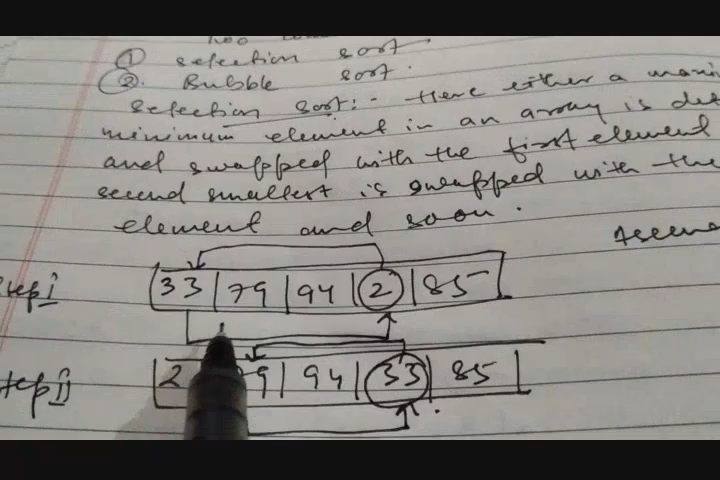 ① selection sort
②. Bubble sort.
selection sort:- Here either a maxi
minimum element in an array is det
and swapped with the first element
second smallest is swapped with the
element and soon.
Ascen
step I
33 | 79 | 94 | 2 | 85
step II
2 | 9 | 94 | 33 | 85